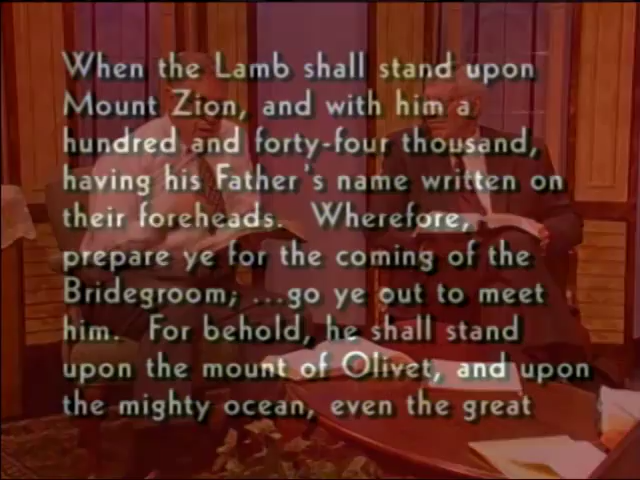 When the Lamb shall stand upon
Mount Zion, and with him a
hundred and forty-four thousand,
having his Father's name written on
their foreheads. Wherefore,
prepare ye for the coming of the
Bridegroom; ...go ye out to meet
him. For behold, he shall stand
upon the mount of Olivet, and upon
the mighty ocean, even the great